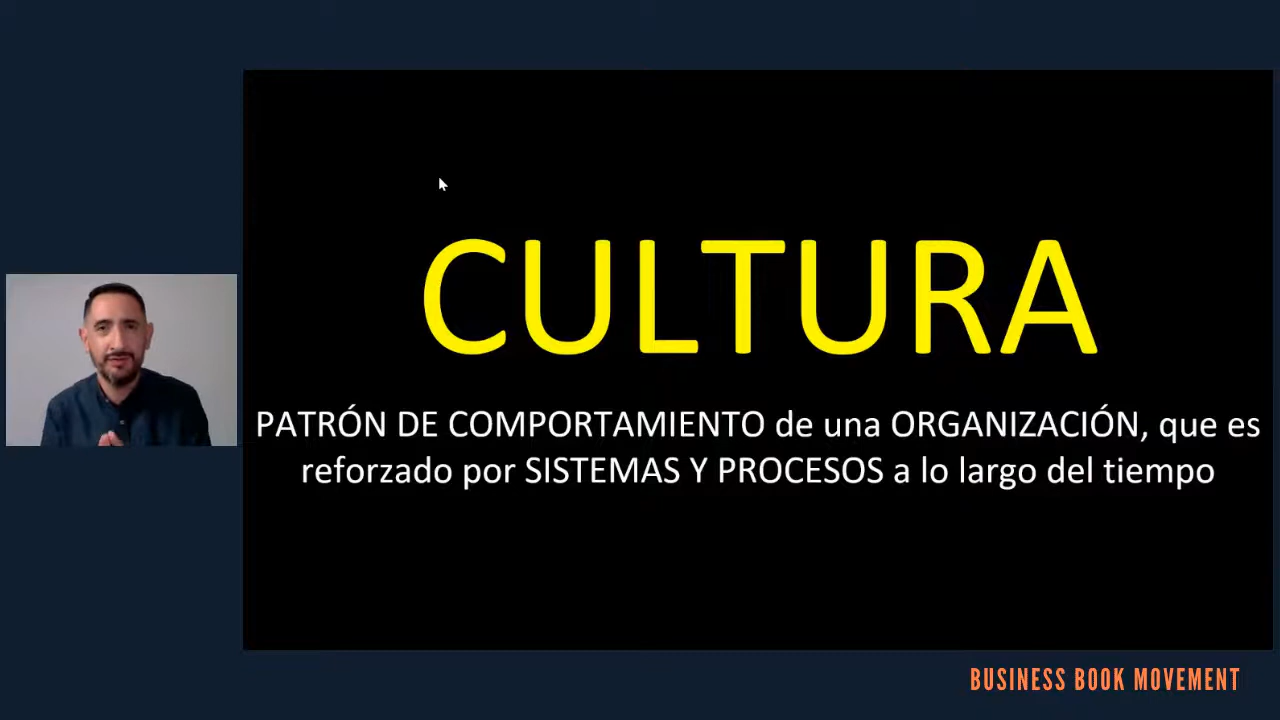 CULTURA
PATRÓN DE COMPORTAMIENTO de una ORGANIZACIÓN, que es
reforzado por SISTEMAS Y PROCESOS a lo largo del tiempo
BUSINESS BOOK MOVEMENT